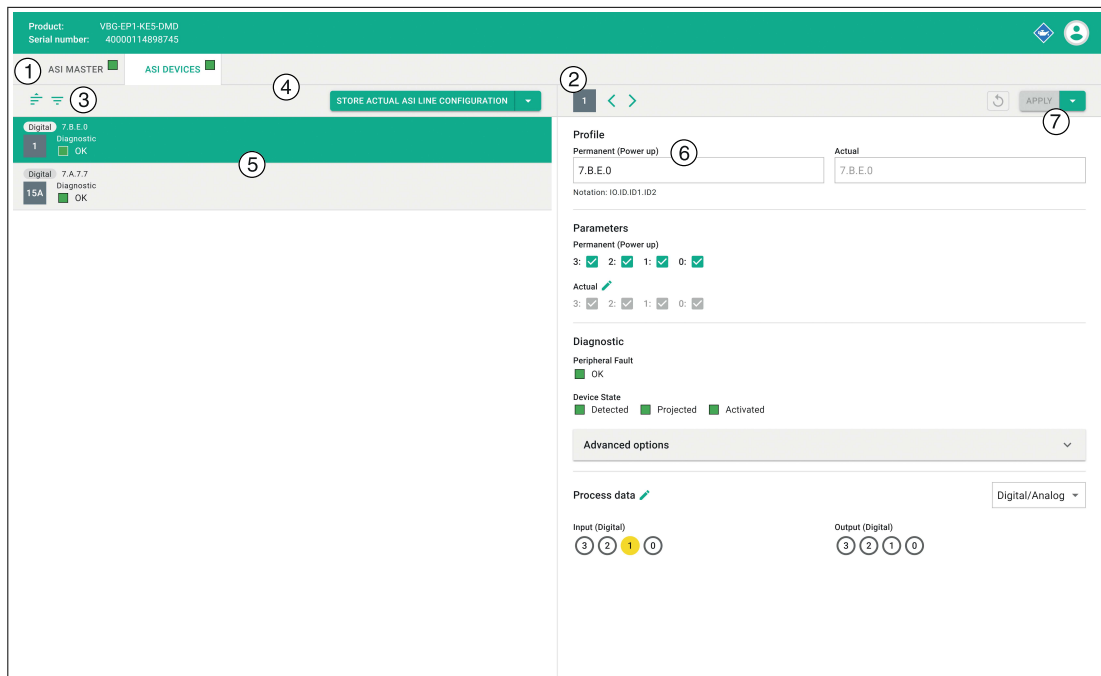 Product: VBG-EP1-KE5-DMD
Serial number: 40000114898745
1 ASI MASTER ASI DEVICES
3 4 STORE ACTUAL ASI LINE CONFIGURATION
2
1 < > APPLY
7
Digital 7.B.E.0
1 Diagnostic
OK
5
Digital 7.A.7.7
15A Diagnostic
OK
Profile
Permanent (Power up) 6 Actual
7.B.E.0 7.B.E.0
Notation: IO.ID.ID1.ID2
Parameters
Permanent (Power up)
3: 2: 1: 0:
Actual
3: 2: 1: 0:
Diagnostic
Peripheral Fault
OK
Device State
Detected Projected Activated
Advanced options
Process data Digital/Analog
Input (Digital) Output (Digital)
3 2 1 0 3 2 1 0